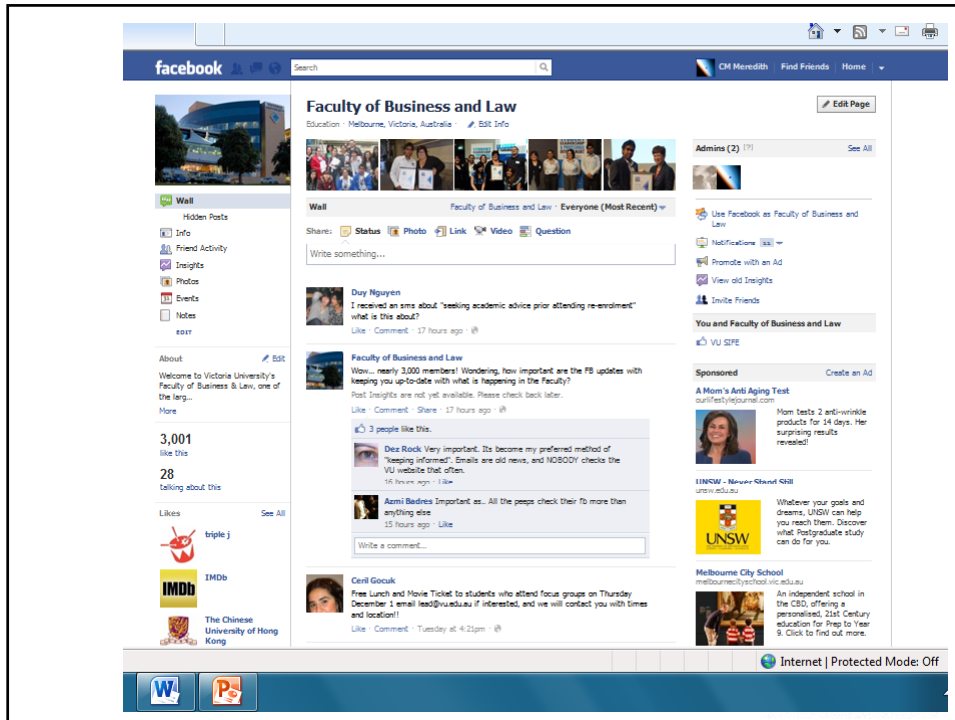 facebook
Search
CM Meredith
Find Friends
Home
Faculty of Business and Law
Education · Melbourne, Victoria, Australia ·
Edit Info
Edit Page
Wall
Hidden Posts
Info
Friend Activity
Insights
Photos
31
Events
Notes
EDIT
About
Edit
Welcome to Victoria University's
Faculty of Business & Law, one of
the larg...
More
3,001
like this
28
talking about this
Likes
See All
triple j
IMDb
IMDb
The Chinese
University of Hong
Kong
Wall
Faculty of Business and Law · Everyone (Most Recent)
Share:
Status
Photo
Link
Video
Question
Write something...
Duy Nguyen
I received an sms about "seeking academic advice prior attending re-enrolment"
what is this about?
Like · Comment · 17 hours ago ·
Faculty of Business and Law
Wow... nearly 3,000 members! Wondering, how important are the FB updates with
keeping you up-to-date with what is happening in the Faculty?
Post Insights are not yet available. Please check back later.
Like · Comment · Share · 17 hours ago ·
3 people like this.
Dez Rock Very important. Its become my preferred method of
"keeping informed". Emails are old news, and NOBODY checks the
VU website that often.
16 hours ago · Like
Azmi Badres Important as.. All the peeps check their fb more than
anything else
15 hours ago · Like
Write a comment...
Ceril Gocuk
Free Lunch and Movie Ticket to students who attend focus groups on Thursday
December 1 email lead@vu.edu.au if interested, and we will contact you with times
and location!!
Like · Comment · Tuesday at 4:21pm ·
Admins (2) [?]
See All
Use Facebook as Faculty of Business and
Law
Notifications 11
Promote with an Ad
View old Insights
Invite Friends
You and Faculty of Business and Law
VU SIFE
Sponsored
Create an Ad
A Mom's Anti Aging Test
ourlifestylejournal.com
Mom tests 2 anti-wrinkle
products for 14 days. Her
surprising results
revealed!
UNSW - Never Stand Still
unsw.edu.au
UNSW
Whatever your goals and
dreams, UNSW can help
you reach them. Discover
what Postgraduate study
can do for you.
Melbourne City School
melbournecityschool.vic.edu.au
An independent school in
the CBD, offering a
personalised, 21st Century
education for Prep to Year
9. Click to find out more.
Internet | Protected Mode: Off